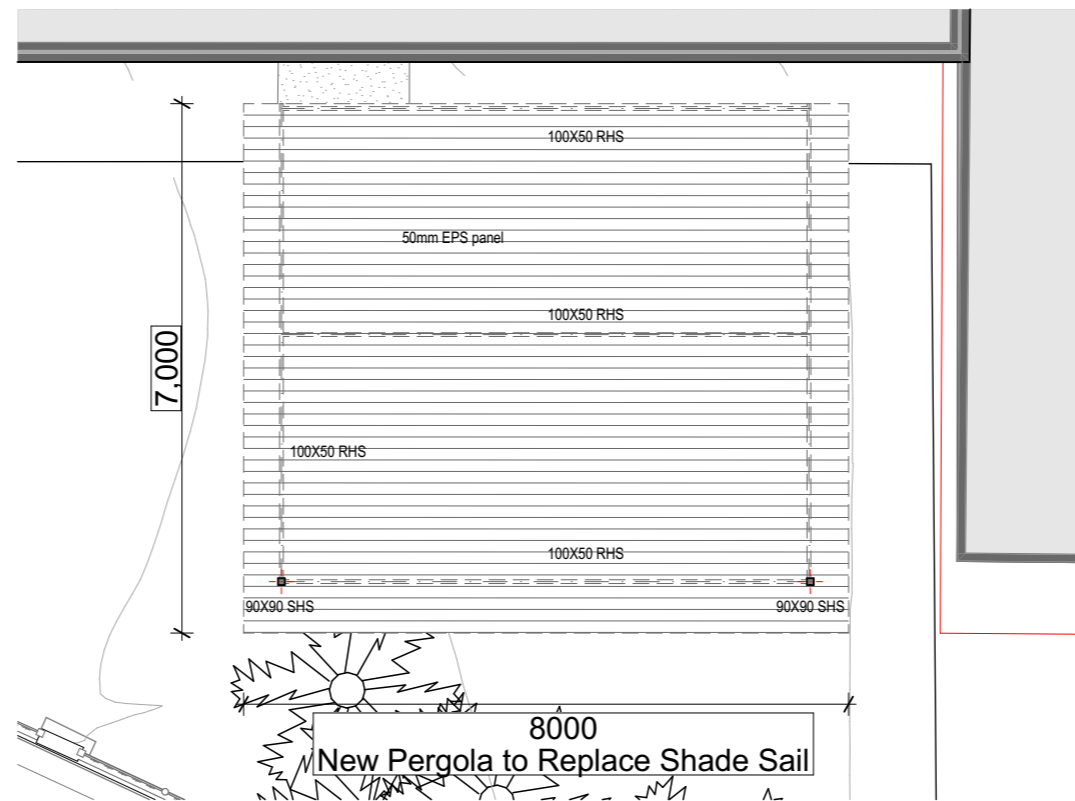 100X50 RHS
50mm EPS panel
100X50 RHS
7,000
100X50 RHS
100X50 RHS
90X90 SHS
90X90 SHS
8000
New Pergola to Replace Shade Sail